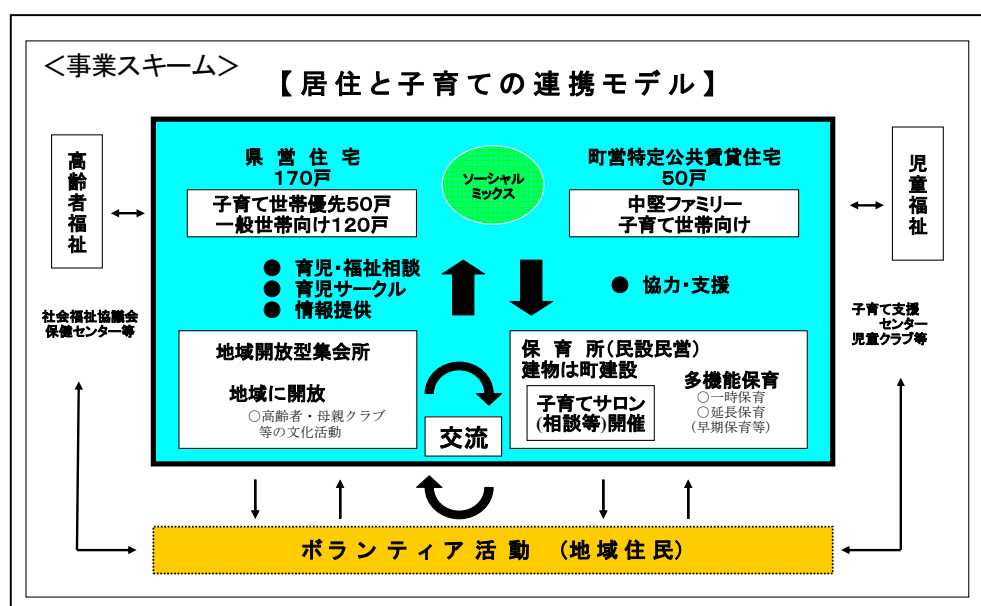 ＜事業スキーム＞
【居住と子育ての連携モデル】
高齢者福祉
県営住宅
170戸
子育て世帯優先50戸
一般世帯向け120戸
ソーシャル
ミックス
町営特定公共賃貸住宅
50戸
中堅ファミリー
子育て世帯向け
児童福祉
● 育児・福祉相談
● 育児サークル
● 情報提供
● 協力・支援
社会福祉協議会
保健センター等
子育て支援
センター
児童クラブ等
地域開放型集会所
地域に開放
○高齢者・母親クラブ
等の文化活動
保育所（民設民営）
建物は町建設
子育てサロン
(相談等)開催
多機能保育
○一時保育
○延長保育
(早期保育等)
交流
ボランティア活動 （地域住民）